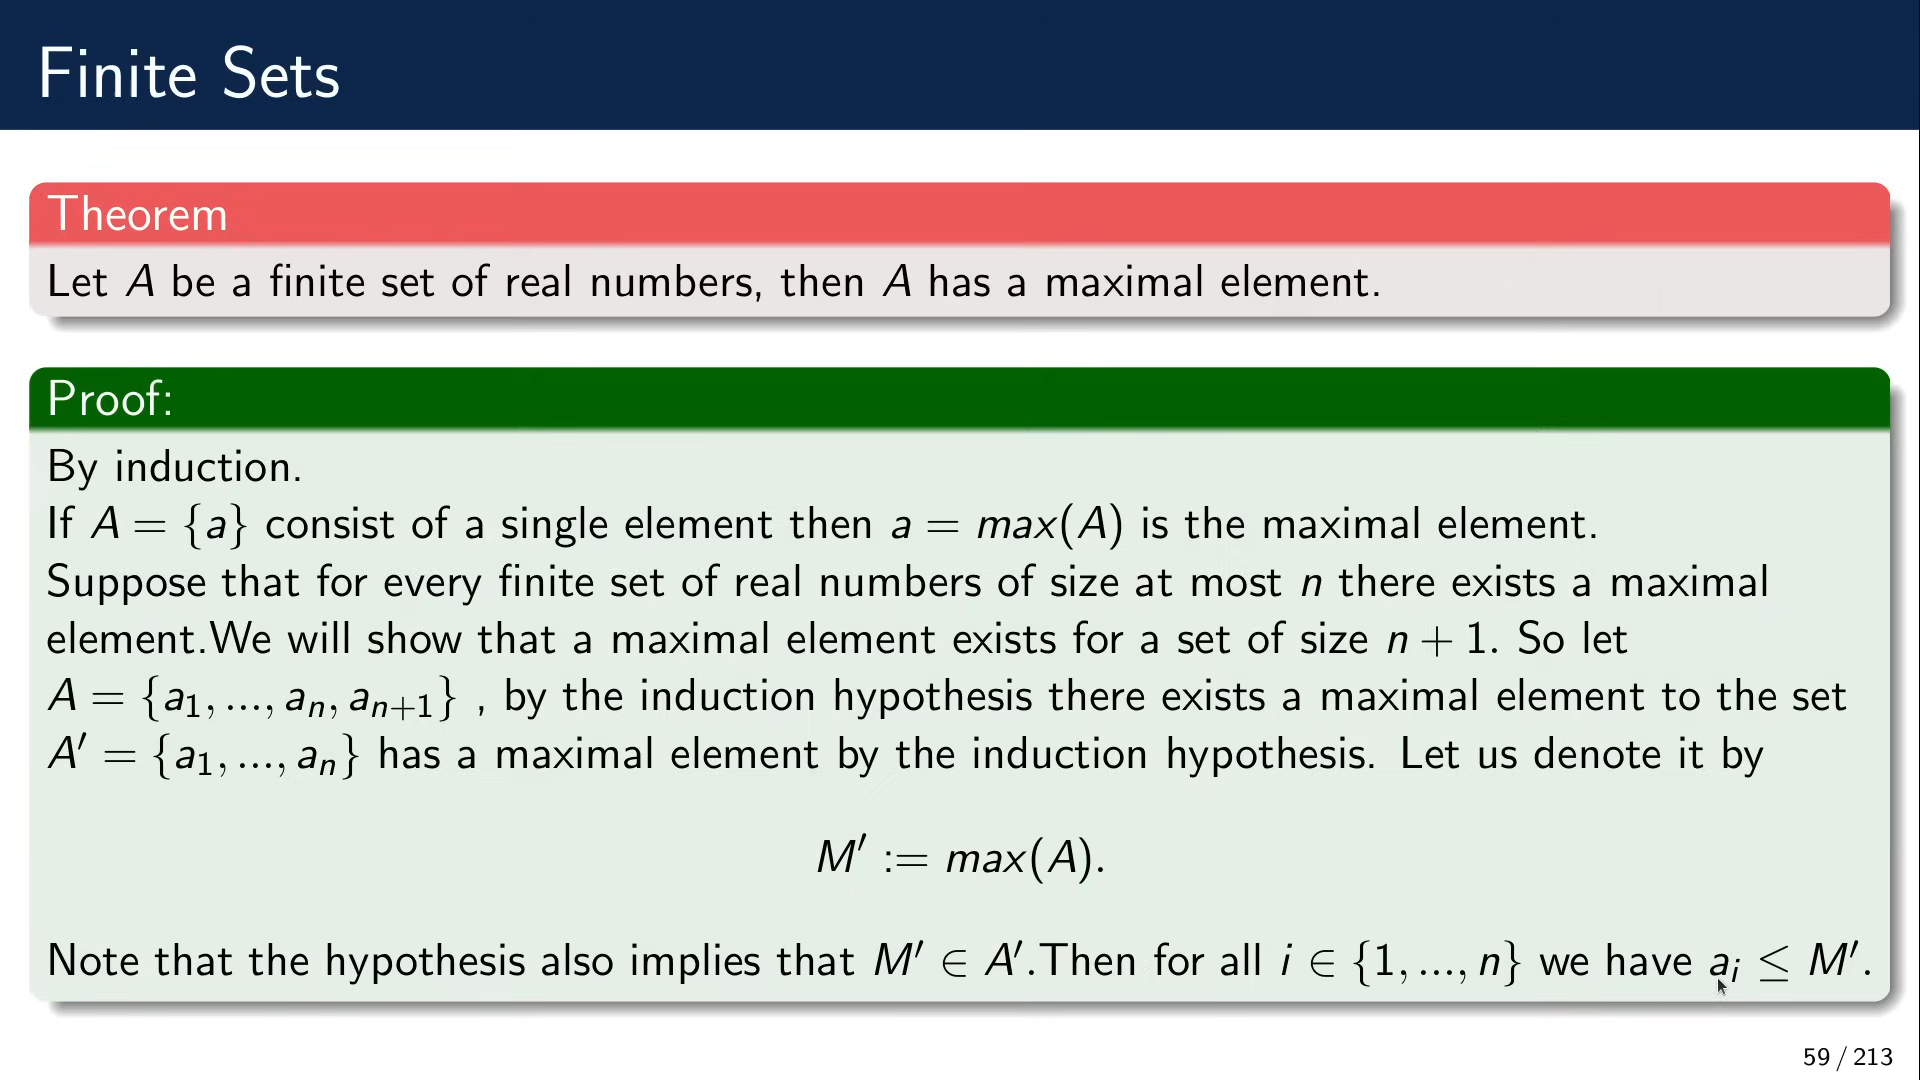 Finite Sets
Theorem
Let A be a finite set of real numbers, then A has a maximal element.
Proof:
By induction.
If A = {a} consist of a single element then a = max(A) is the maximal element.
Suppose that for every finite set of real numbers of size at most n there exists a maximal
element.We will show that a maximal element exists for a set of size n + 1. So let
A = {a₁, ..., aₙ, aₙ₊₁} , by the induction hypothesis there exists a maximal element to the set
A′ = {a₁, ..., aₙ} has a maximal element by the induction hypothesis. Let us denote it by
M′ := max(A).
Note that the hypothesis also implies that M′ ∈ A′.Then for all i ∈ {1, ..., n} we have aᵢ ≤ M′.
59 / 213